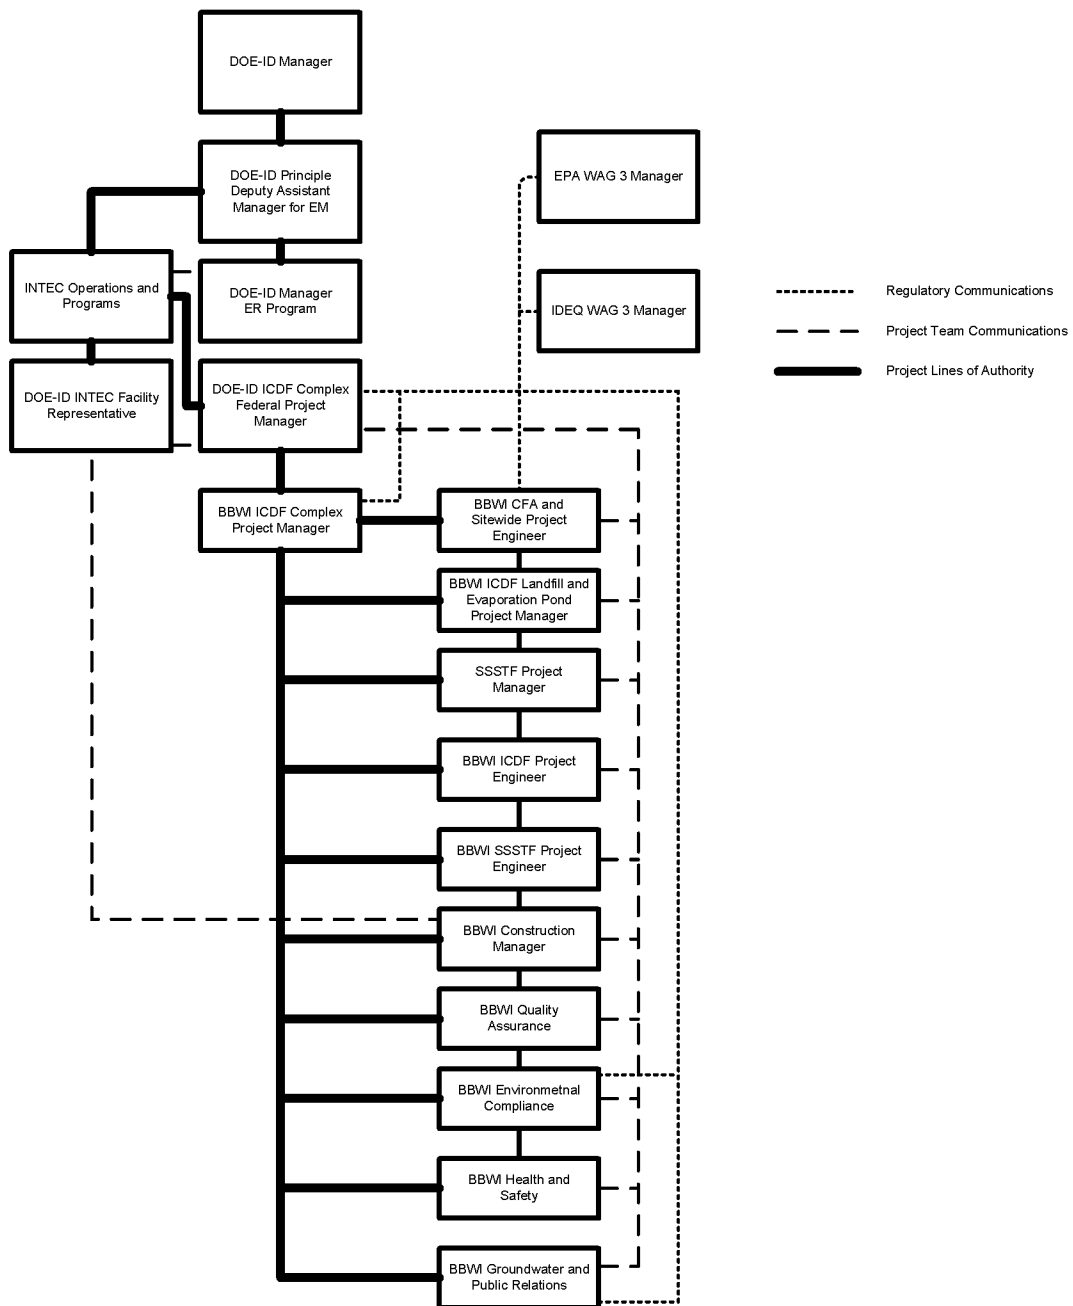 DOE-ID Manager
DOE-ID Principle
Deputy Assistant
Manager for EM
EPA WAG 3 Manager
INTEC Operations and
Programs
DOE-ID Manager
ER Program
IDEQ WAG 3 Manager
Regulatory Communications
Project Team Communications
Project Lines of Authority
DOE-ID INTEC Facility
Representative
DOE-ID ICDF Complex
Federal Project
Manager
BBWI ICDF Complex
Project Manager
BBWI CFA and
Sitewide Project
Engineer
BBWI ICDF Landfill and
Evaporation Pond
Project Manager
SSSTF Project
Manager
BBWI ICDF Project
Engineer
BBWI SSSTF Project
Engineer
BBWI Construction
Manager
BBWI Quality
Assurance
BBWI Environmetnal
Compliance
BBWI Health and
Safety
BBWI Groundwater and
Public Relations